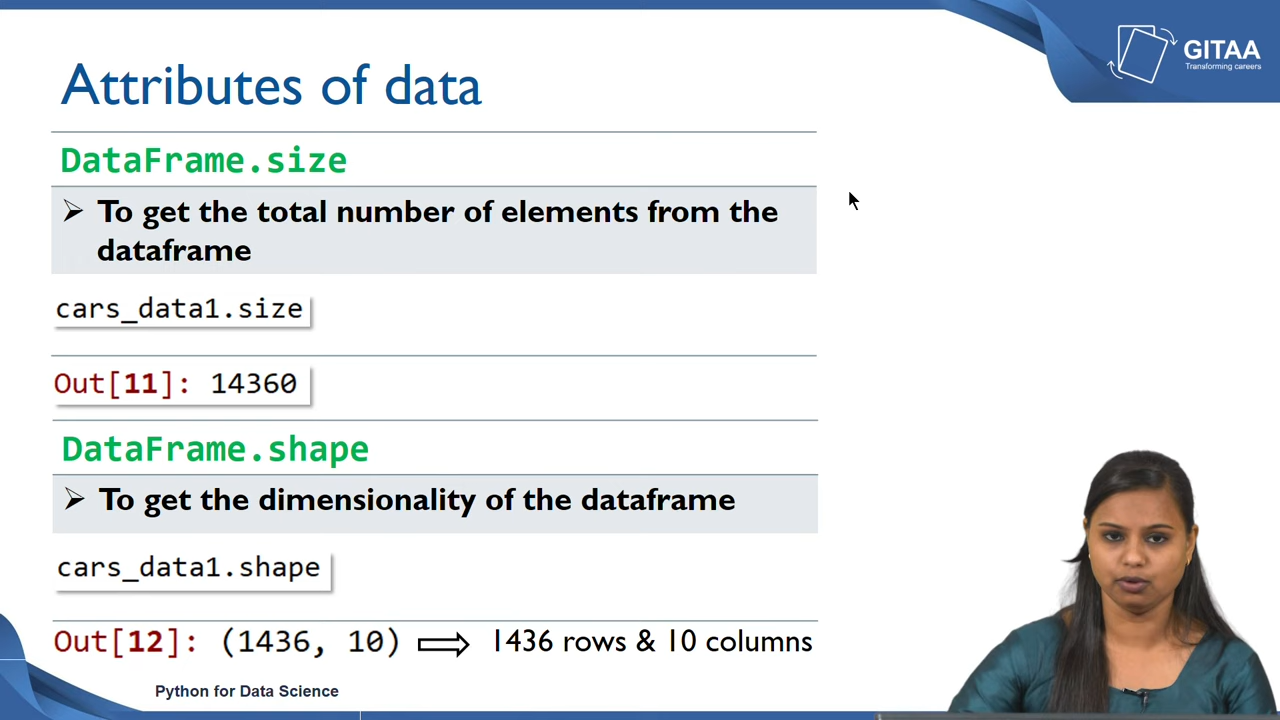 GITAA
Transforming careers
Attributes of data
DataFrame.size
➢ To get the total number of elements from the
dataframe
cars_data1.size
Out[11]: 14360
DataFrame.shape
➢ To get the dimensionality of the dataframe
cars_data1.shape
Out[12]: (1436, 10) ⇨ 1436 rows & 10 columns
Python for Data Science